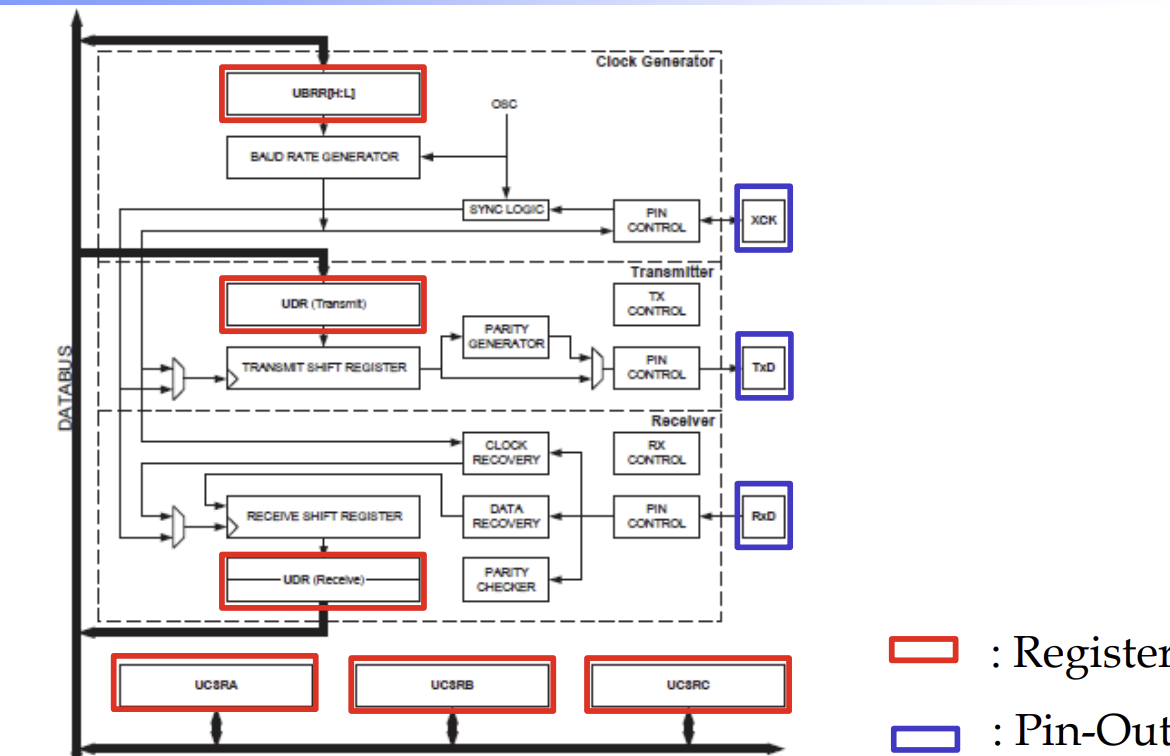 Clock Generator
UBRR[H:L]
OSC
BAUD RATE GENERATOR
SYNC LOGIC
PIN
CONTROL
XCK
Transmitter
UDR (Transmit)
TX
CONTROL
PARITY
GENERATOR
TRANSMIT SHIFT REGISTER
PIN
CONTROL
TxD
DATABUS
Receiver
CLOCK
RECOVERY
RX
CONTROL
RECEIVE SHIFT REGISTER
DATA
RECOVERY
PIN
CONTROL
RxD
UDR (Receive)
PARITY
CHECKER
UCSRA
UCSRB
UCSRC
: Register
: Pin-Out